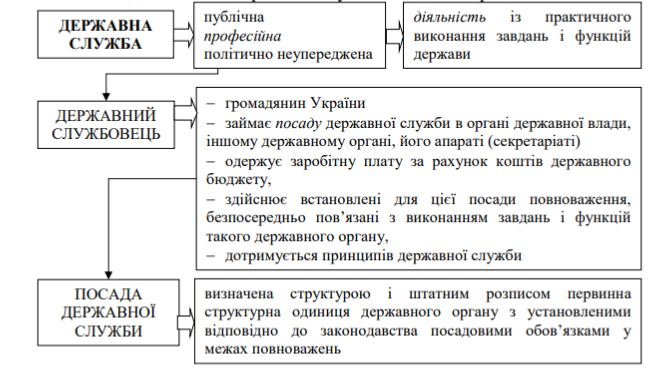 ДЕРЖАВНА
СЛУЖБА
публічна
професійна
політично неупереджена
діяльність із практичного
виконання завдань і функцій
держави
ДЕРЖАВНИЙ
СЛУЖБОВЕЦЬ
– громадянин України
– займає посаду державної служби в органі державної влади,
іншому державному органі, його апараті (секретаріаті)
– одержує заробітну плату за рахунок коштів державного
бюджету,
– здійснює встановлені для цієї посади повноваження,
безпосередньо пов’язані з виконанням завдань і функцій
такого державного органу,
– дотримується принципів державної служби
ПОСАДА
ДЕРЖАВНОЇ
СЛУЖБИ
визначена структурою і штатним розписом первинна
структурна одиниця державного органу з установленими
відповідно до законодавства посадовими обов’язками у
межах повноважень